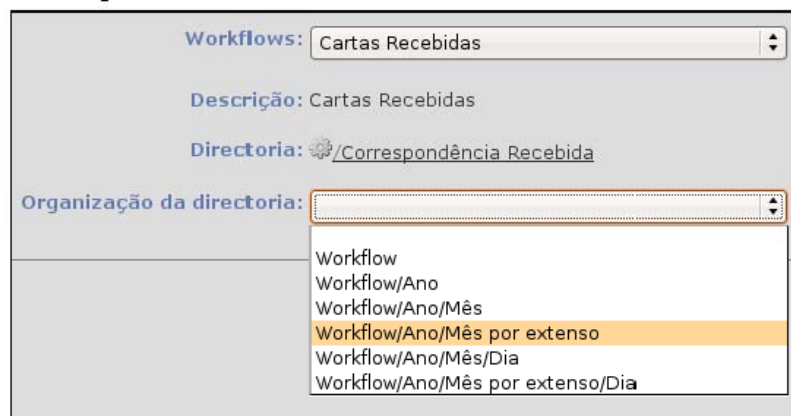 Workflows: Cartas Recebidas
Descrição: Cartas Recebidas
Directoria: /Correspondência Recebida
Organização da directoria:
Workflow
Workflow/Ano
Workflow/Ano/Mês
Workflow/Ano/Mês por extenso
Workflow/Ano/Mês/Dia
Workflow/Ano/Mês por extenso/Dia